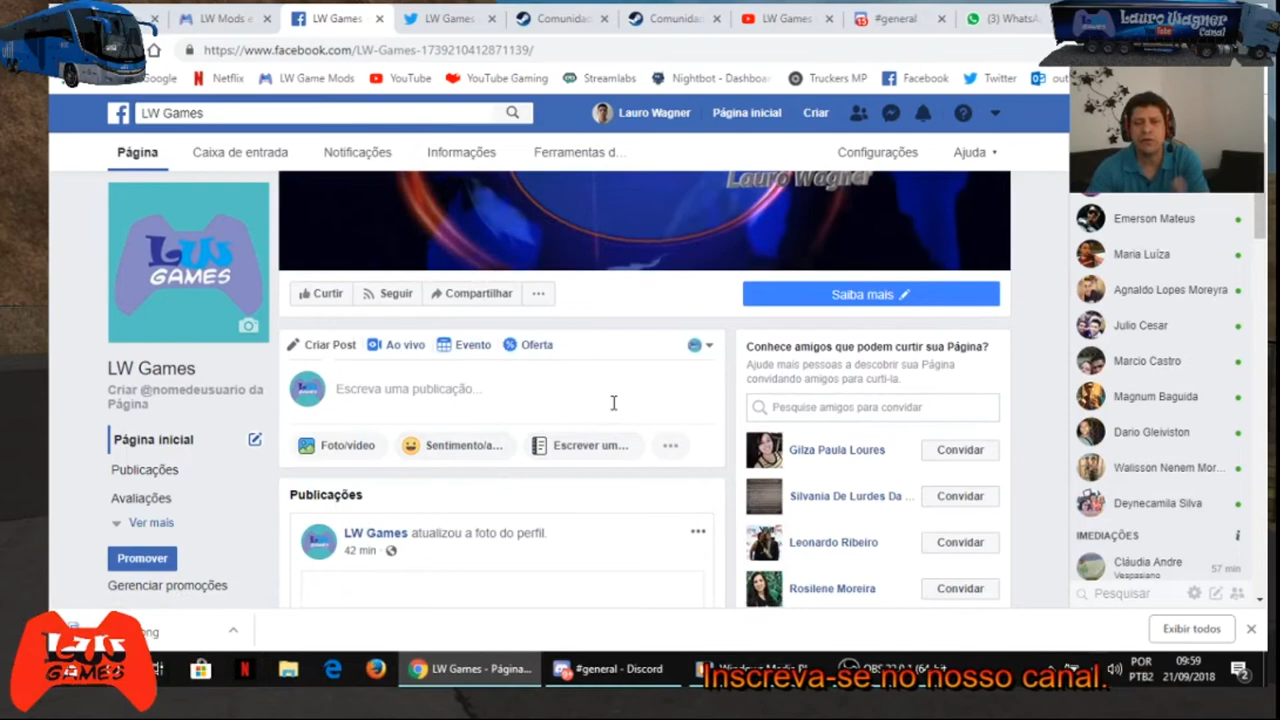 LW Mods e
LW Games -
LW Games
Comunidad
Comunidad
LW Games -
#general
(3) WhatsA
Lauro Wagner
Canal
https://www.facebook.com/LW-Games-1739210412871139/
Google
Netflix
LW Game Mods
YouTube
YouTube Gaming
Streamlabs
Nightbot - Dashboar
Truckers MP
Facebook
Twitter
out
LW Games
Lauro Wagner
Página inicial
Criar
Página
Caixa de entrada
Notificações
Informações
Ferramentas d...
Configurações
Ajuda
Lauro Wagner
LW
GAMES
Curtir
Seguir
Compartilhar
Saiba mais
Criar Post
Ao vivo
Evento
Oferta
Escreva uma publicação...
Foto/vídeo
Sentimento/a...
Escrever um...
LW Games
Criar @nomedeusuario da
Página
Página inicial
Publicações
Avaliações
Ver mais
Promover
Gerenciar promoções
Publicações
LW Games atualizou a foto do perfil.
42 min
Conhece amigos que podem curtir sua Página?
Ajude mais pessoas a descobrir sua Página
convidando amigos para curti-la.
Pesquise amigos para convidar
Gilza Paula Loures
Convidar
Silvania De Lurdes Da ...
Convidar
Leonardo Ribeiro
Convidar
Rosilene Moreira
Convidar
Emerson Mateus
Maria Luíza
Agnaldo Lopes Moreyra
Julio Cesar
Marcio Castro
Magnum Baguida
Dario Gleiviston
Walisson Nenem Mor...
Deynecamila Silva
IMEDIAÇÕES
Cláudia Andre
Vespasiano
57 min
Pesquisar
Exibir todos
LW
GAMES
LW Games - Página...
#general - Discord
Inscreva-se no nosso canal.
POR
PTB2
09:59
21/09/2018
2